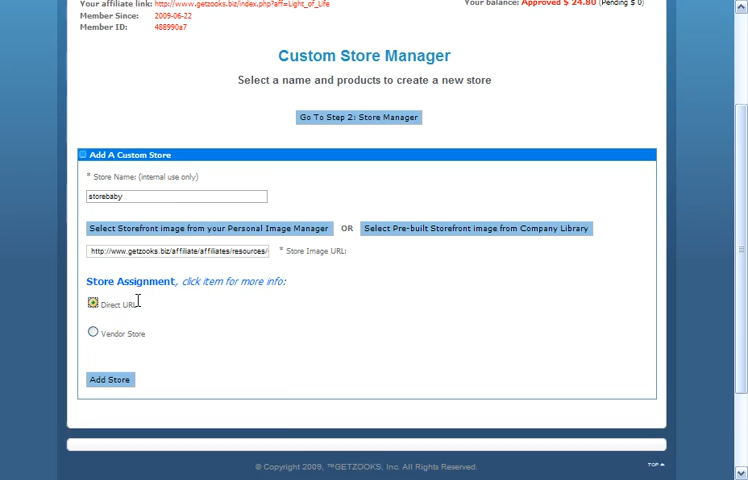 Your affiliate link: http://www.getzooks.biz/index.php?aff=Light_of_Life
Your balance: Approved $ 24.80 (Pending $ 0)
Member Since: 2009-06-22
Member ID: 488990a7
Custom Store Manager
Select a name and products to create a new store
Go To Step 2: Store Manager
Add A Custom Store
* Store Name: (internal use only)
storebaby
Select Storefront image from your Personal Image Manager OR Select Pre-built Storefront image from Company Library
http://www.getzooks.biz/affiliate/affiliates/resources/ * Store Image URL:
Store Assignment, click item for more info:
Direct URL
Vendor Store
Add Store
© Copyright 2009, ™GETZOOKS, Inc. All Rights Reserved.
TOP